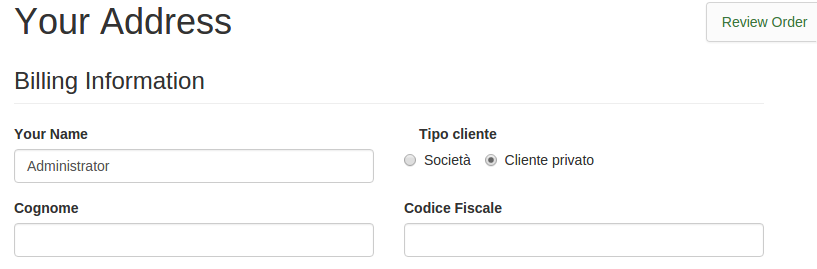 Your Address
Review Order
Billing Information
Your Name
Tipo cliente
Administrator
Società
Cliente privato
Cognome
Codice Fiscale